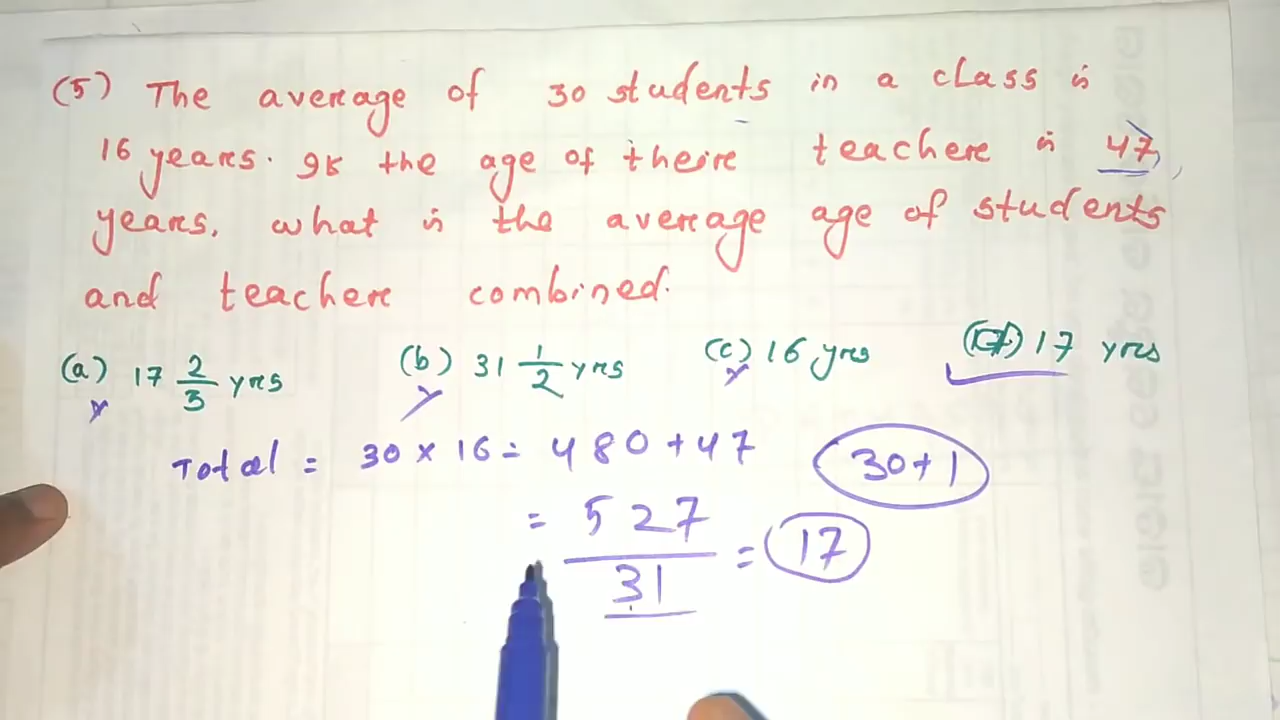 (5) The average of 30 students in a class is
16 years. If the age of their teacher is 47
years, what is the average age of students
and teacher combined.
(a) 17 2/3 yrs (b) 31 1/2 yrs (c) 16 yrs (d) 17 yrs
Total = 30 × 16 = 480 + 47 30+1
= 527/31 = 17